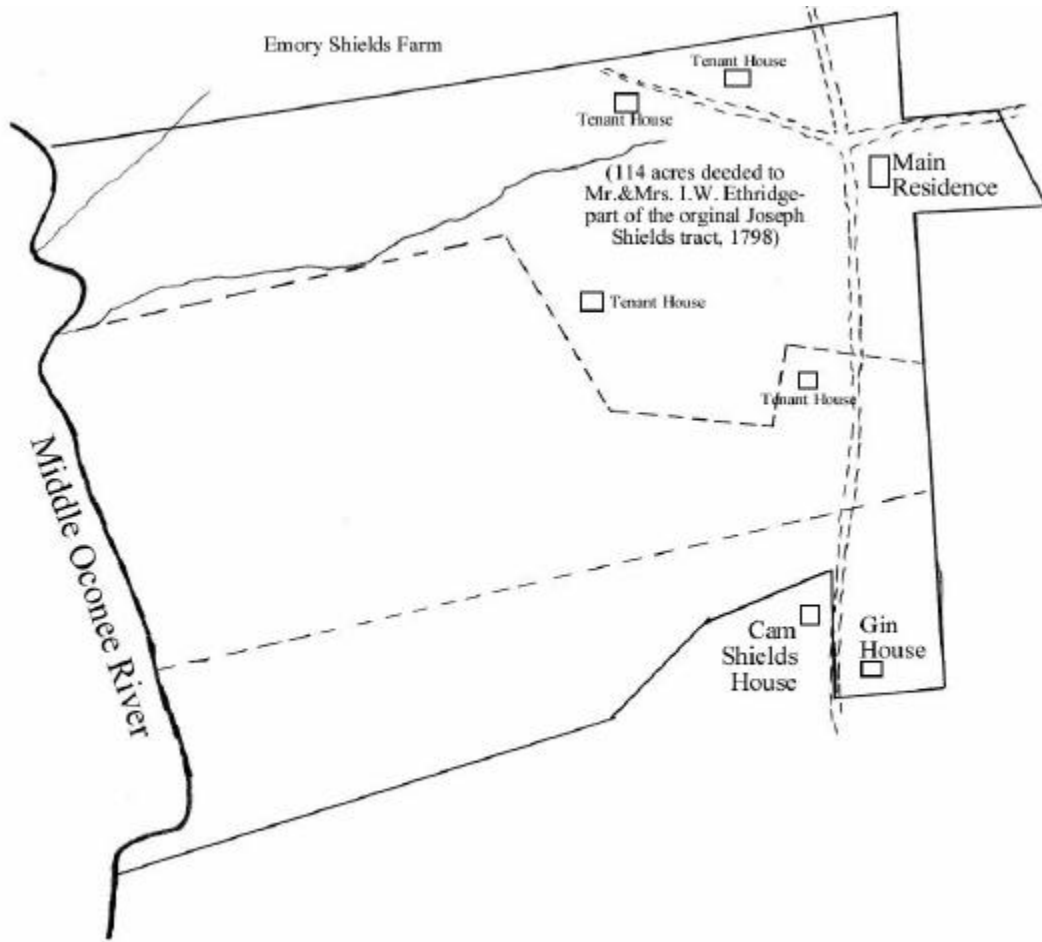 Emory Shields Farm
Tenant House
Tenant House
(114 acres deeded to
Mr.&Mrs. I.W. Ethridge-
part of the orginal Joseph
Shields tract, 1798)
Main
Residence
Tenant House
Tenant House
Middle Oconee River
Cam
Shields
House
Gin
House